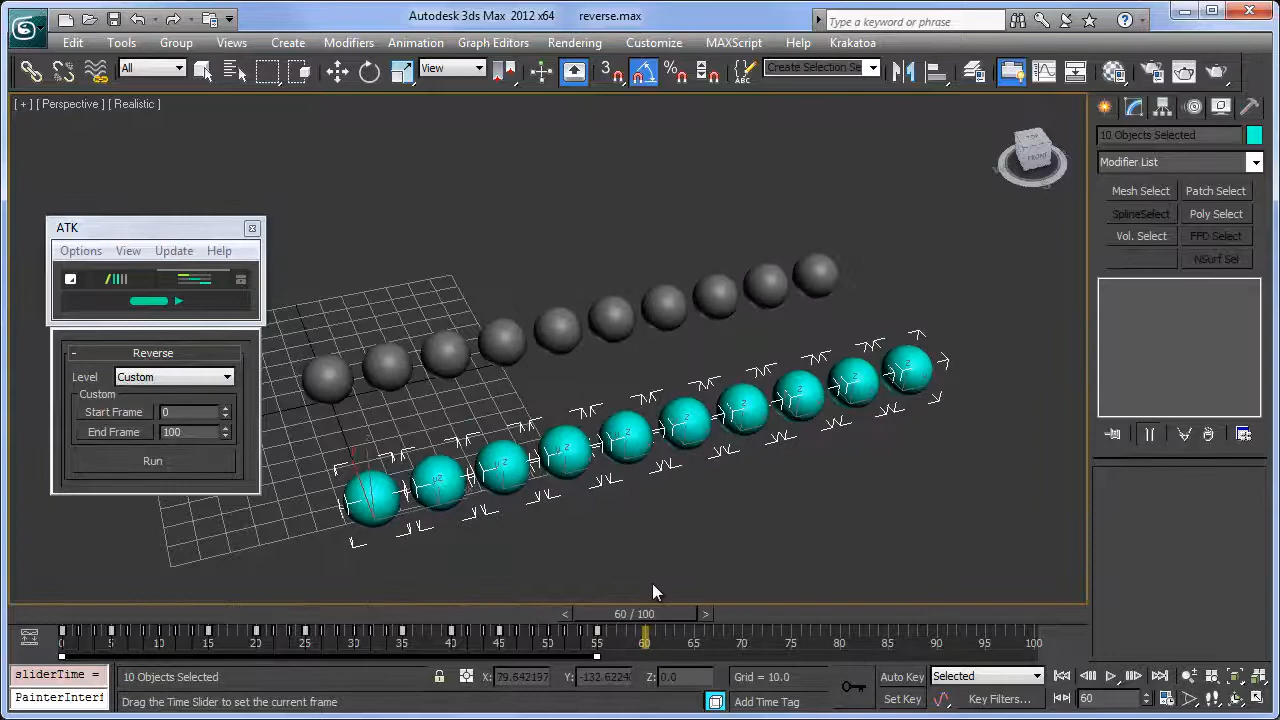 Autodesk 3ds Max 2012 x64 reverse.max
Type a keyword or phrase
Edit Tools Group Views Create Modifiers Animation Graph Editors Rendering Customize MAXScript Help Krakatoa
All View 3 Create Selection Se
[ + ] [ Perspective ] [ Realistic ]
TOP
FRONT
10 Objects Selected
Modifier List
Mesh Select Patch Select
SplineSelect Poly Select
Vol. Select FFD Select
NSurf Sel
ATK
Options View Update Help
- Reverse
Level Custom
Custom
Start Frame 0
End Frame 100
Run
< 60 / 100 >
0 5 10 15 20 25 30 35 40 45 50 55 60 65 70 75 80 85 90 95 100
sliderTime = 10 Objects Selected X: 79.642197 Y: -132.6224 Z: 0.0 Grid = 10.0 Auto Key Selected
PainterInterf Drag the Time Slider to set the current frame Add Time Tag Set Key Key Filters... 60